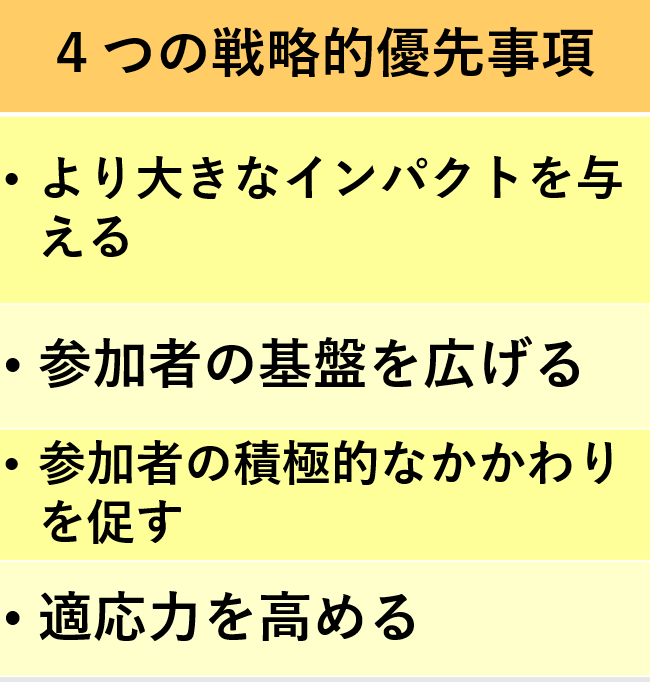 4つの戦略的優先事項
• より大きなインパクトを与
える
• 参加者の基盤を広げる
• 参加者の積極的なかかわり
を促す
• 適応力を高める